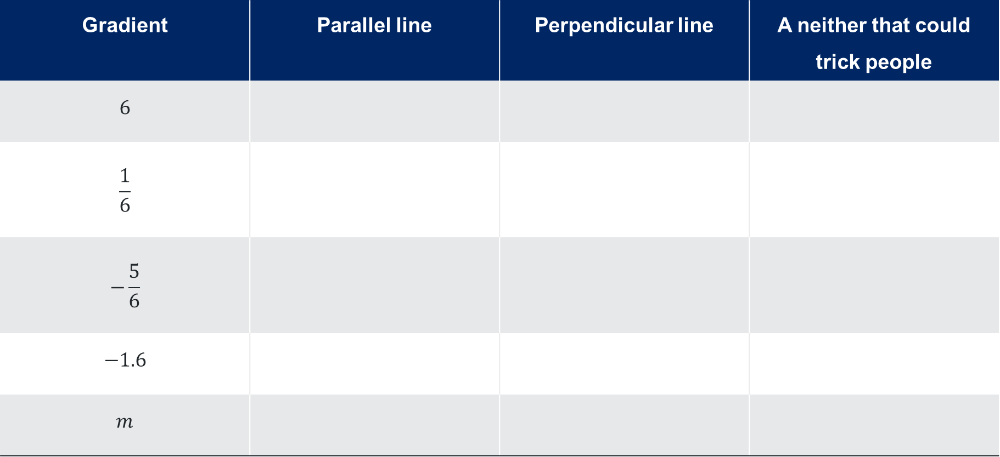 Gradient Parallel line Perpendicular line A neither that could
trick people
6
1
6
−5
6
−1.6
m